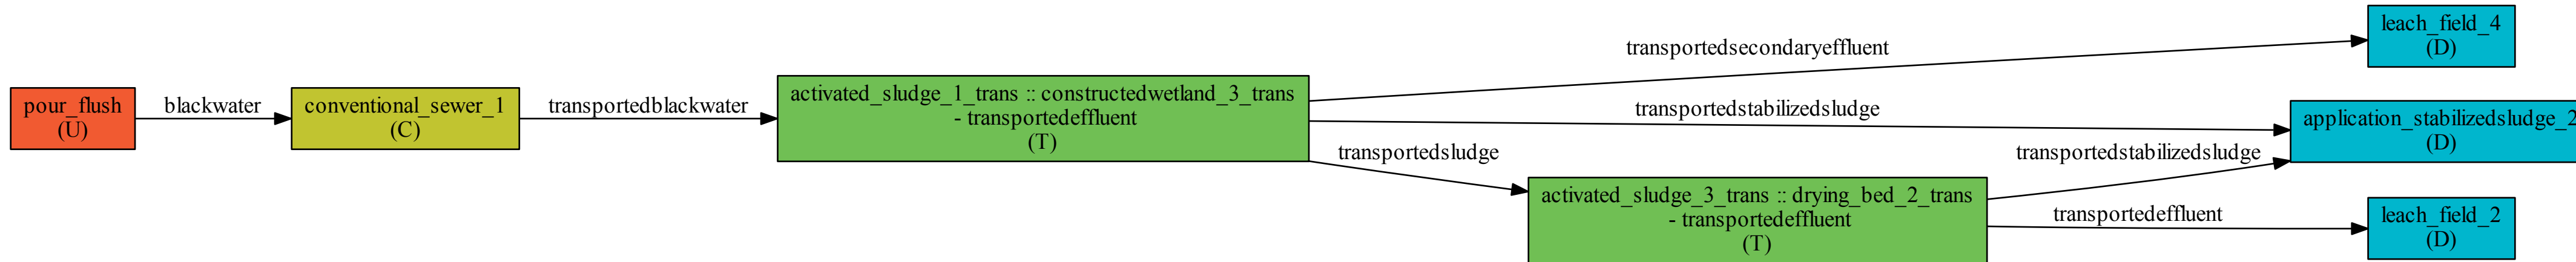 pour_flush
(U)
blackwater
conventional_sewer_1
(C)
transportedblackwater
activated_sludge_1_trans :: constructedwetland_3_trans
- transportedeffluent
(T)
transportedsecondaryeffluent
transportedstabilizedsludge
transportedsludge
activated_sludge_3_trans :: drying_bed_2_trans
- transportedeffluent
(T)
transportedstabilizedsludge
transportedeffluent
leach_field_4
(D)
application_stabilizedsludge_2
(D)
leach_field_2
(D)